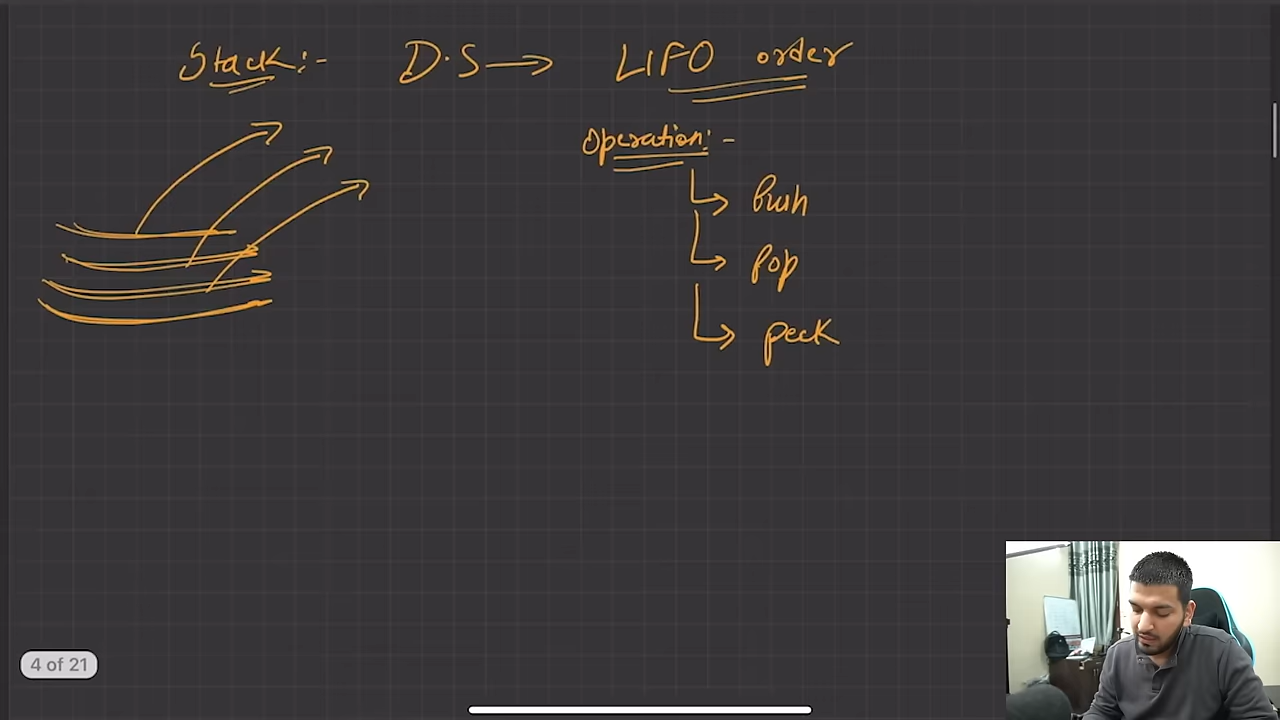 Stack:- D.S → LIFO order
Operation:-
↳ Push
↳ Pop
↳ peek
4 of 21